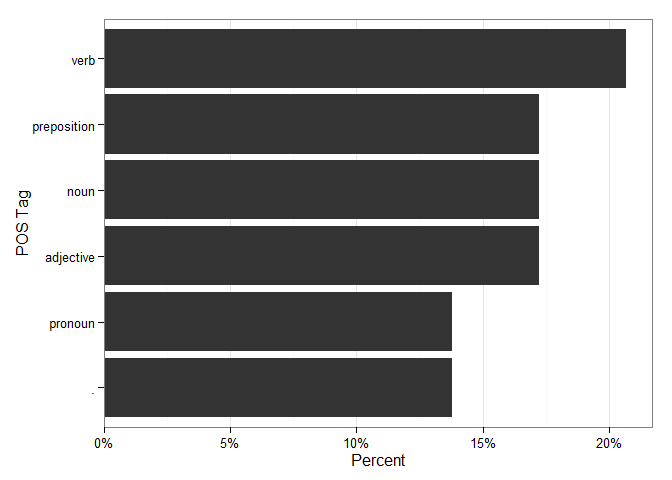 POS Tag
verb
preposition
noun
adjective
pronoun
.
0% 5% 10% 15% 20%
Percent